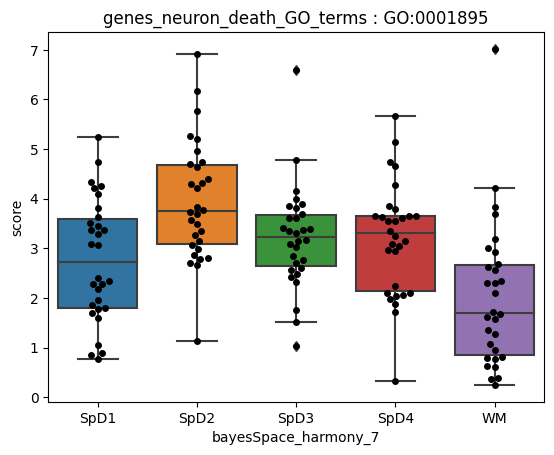 genes_neuron_death_GO_terms : GO:0001895
score
7
6
5
4
3
2
1
0
SpD1 SpD2 SpD3 SpD4 WM
bayesSpace_harmony_7